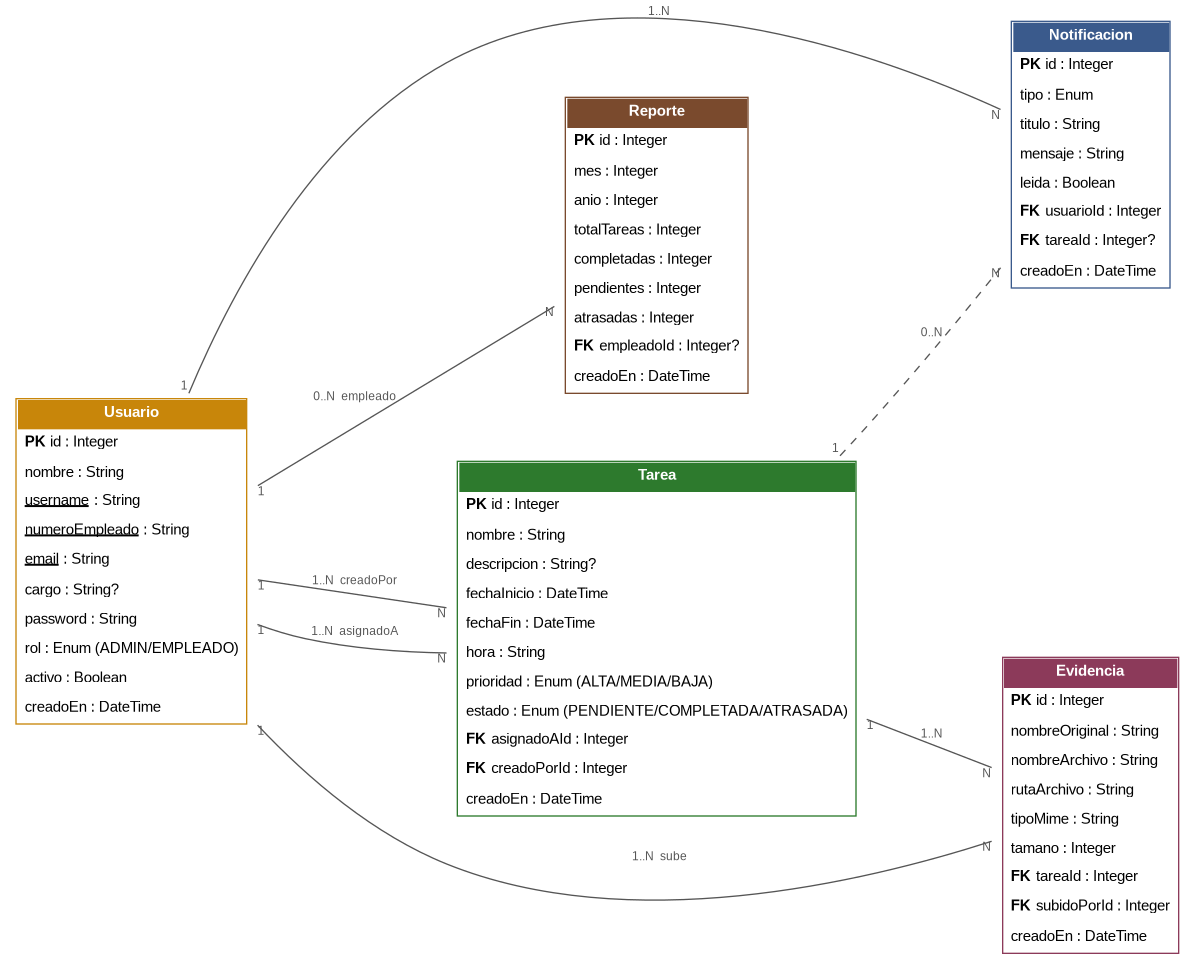 1..N
Notificacion
PK id : Integer
tipo : Enum
titulo : String
mensaje : String
leida : Boolean
FK usuarioId : Integer
FK tareaId : Integer?
creadoEn : DateTime
N
N
0..N
1
Reporte
PK id : Integer
mes : Integer
anio : Integer
totalTareas : Integer
completadas : Integer
pendientes : Integer
atrasadas : Integer
FK empleadoId : Integer?
creadoEn : DateTime
N
0..N empleado
1
1
Usuario
PK id : Integer
nombre : String
username : String
numeroEmpleado : String
email : String
cargo : String?
password : String
rol : Enum (ADMIN/EMPLEADO)
activo : Boolean
creadoEn : DateTime
1
1..N creadoPor
N
1
1..N asignadoA
N
1
1..N sube
N
Tarea
PK id : Integer
nombre : String
descripcion : String?
fechaInicio : DateTime
fechaFin : DateTime
hora : String
prioridad : Enum (ALTA/MEDIA/BAJA)
estado : Enum (PENDIENTE/COMPLETADA/ATRASADA)
FK asignadoAId : Integer
FK creadoPorId : Integer
creadoEn : DateTime
1
1..N
N
Evidencia
PK id : Integer
nombreOriginal : String
nombreArchivo : String
rutaArchivo : String
tipoMime : String
tamano : Integer
FK tareaId : Integer
FK subidoPorId : Integer
creadoEn : DateTime